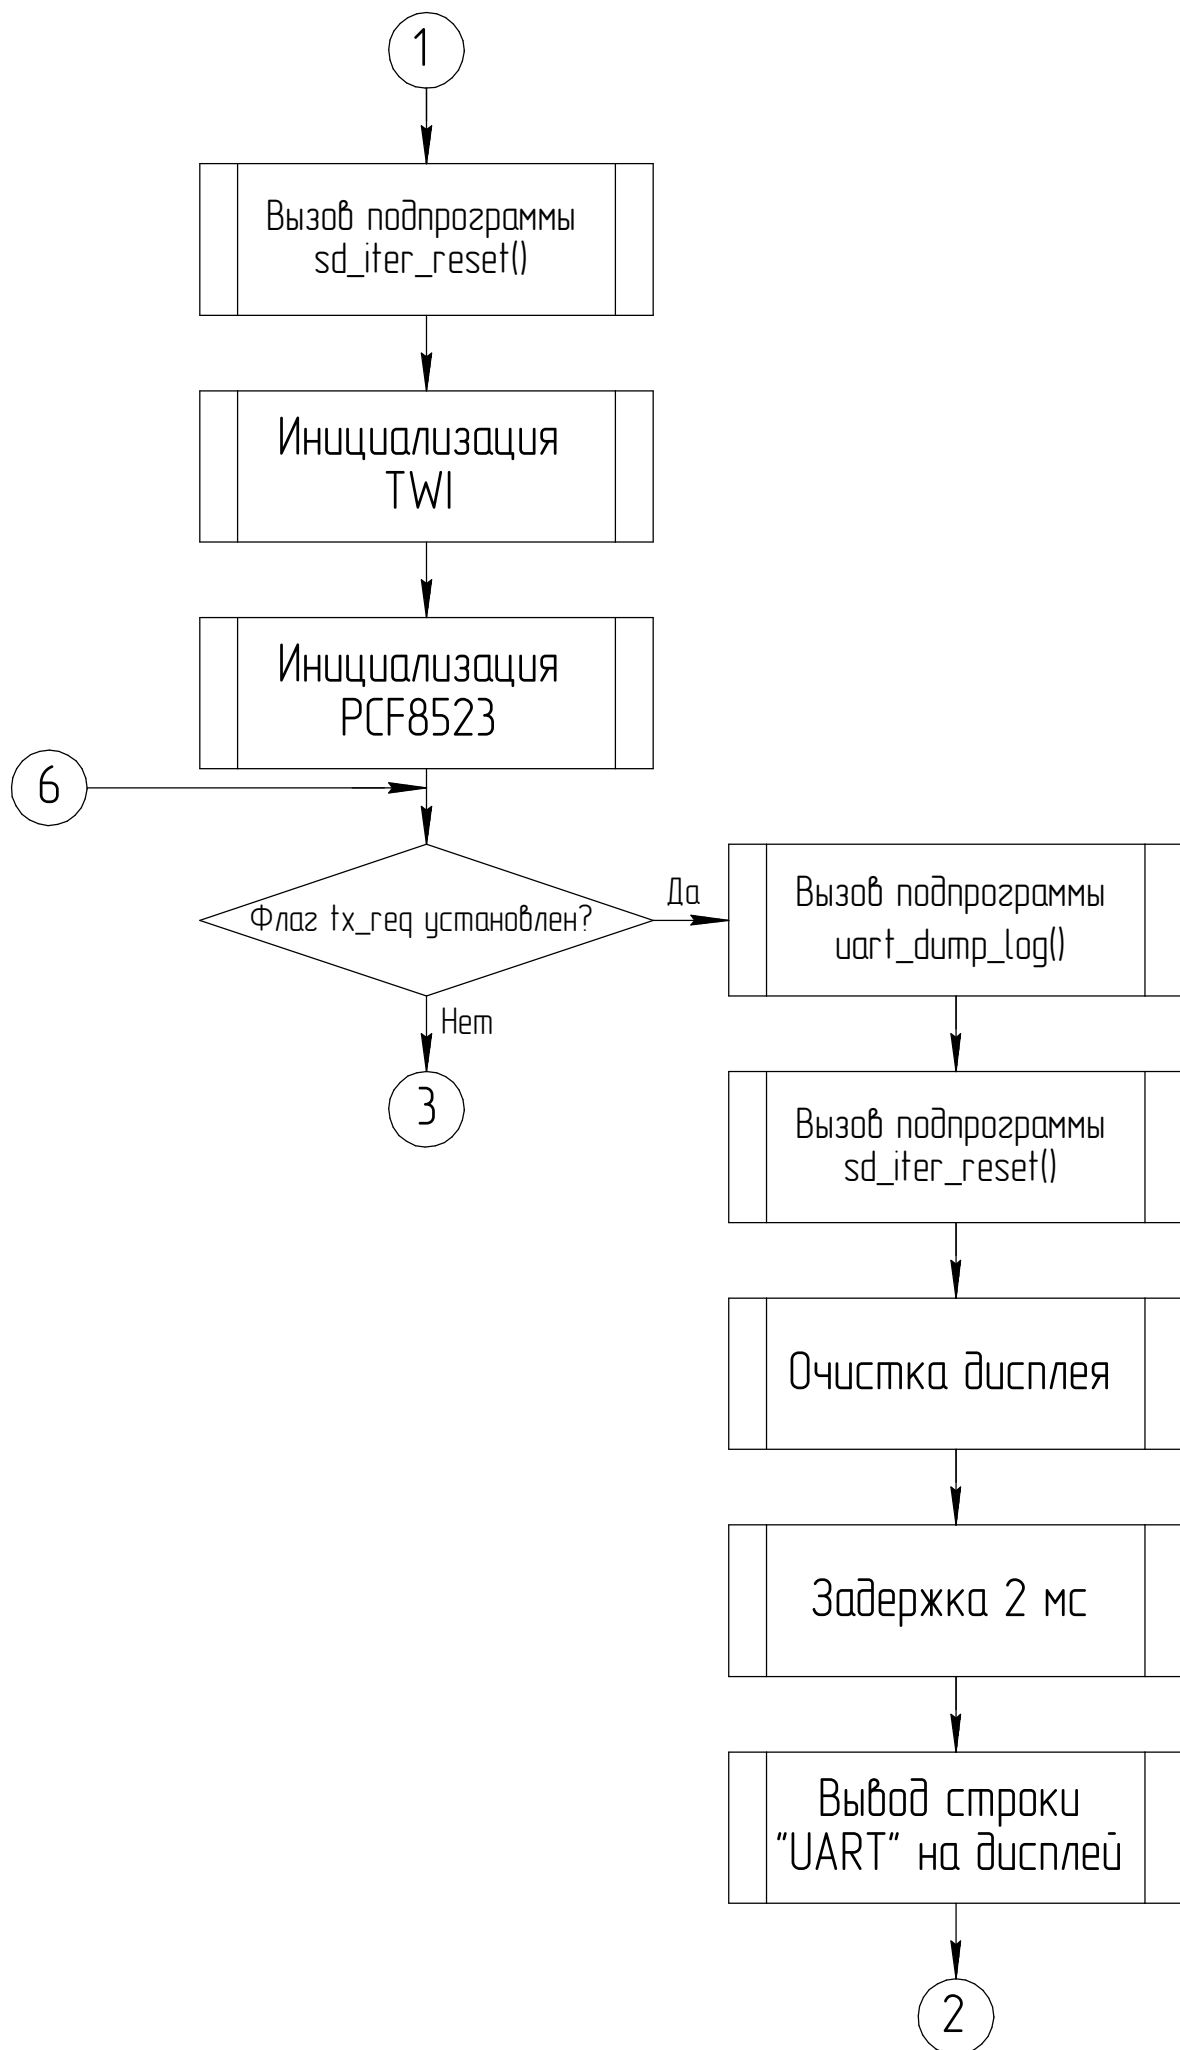 1
Вызов подпрограммы
sd_iter_reset()
Инициализация
TWI
Инициализация
PCF8523
6
Флаг tx_req установлен?
Да
Нет
3
Вызов подпрограммы
uart_dump_log()
Вызов подпрограммы
sd_iter_reset()
Очистка дисплея
Задержка 2 мс
Вывод строки
"UART" на дисплей
2